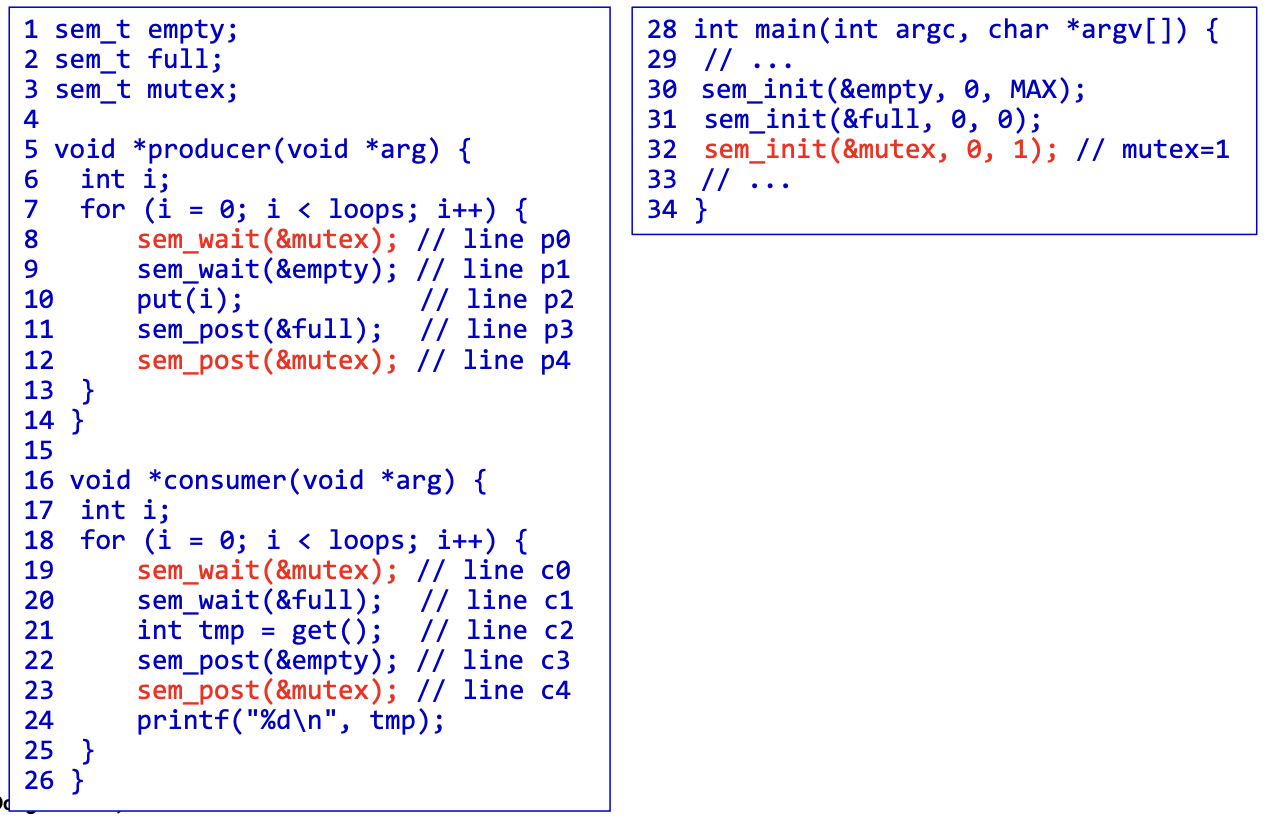 1 sem_t empty;
2 sem_t full;
3 sem_t mutex;
4
5 void *producer(void *arg) {
6 int i;
7 for (i = 0; i < loops; i++) {
8 sem_wait(&mutex); // line p0
9 sem_wait(&empty); // line p1
10 put(i); // line p2
11 sem_post(&full); // line p3
12 sem_post(&mutex); // line p4
13 }
14 }
15
16 void *consumer(void *arg) {
17 int i;
18 for (i = 0; i < loops; i++) {
19 sem_wait(&mutex); // line c0
20 sem_wait(&full); // line c1
21 int tmp = get(); // line c2
22 sem_post(&empty); // line c3
23 sem_post(&mutex); // line c4
24 printf("%d\n", tmp);
25 }
26 }
28 int main(int argc, char *argv[]) {
29 // ...
30 sem_init(&empty, 0, MAX);
31 sem_init(&full, 0, 0);
32 sem_init(&mutex, 0, 1); // mutex=1
33 // ...
34 }